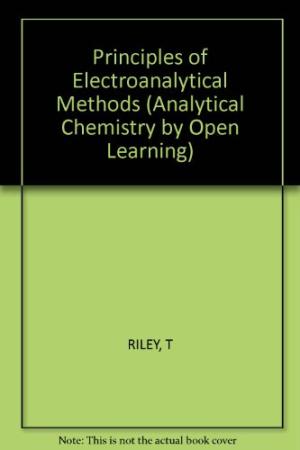 Principles of
Electroanalytical
Methods (Analytical
Chemistry by Open
Learning)
RILEY, T
Note: This is not the actual book cover